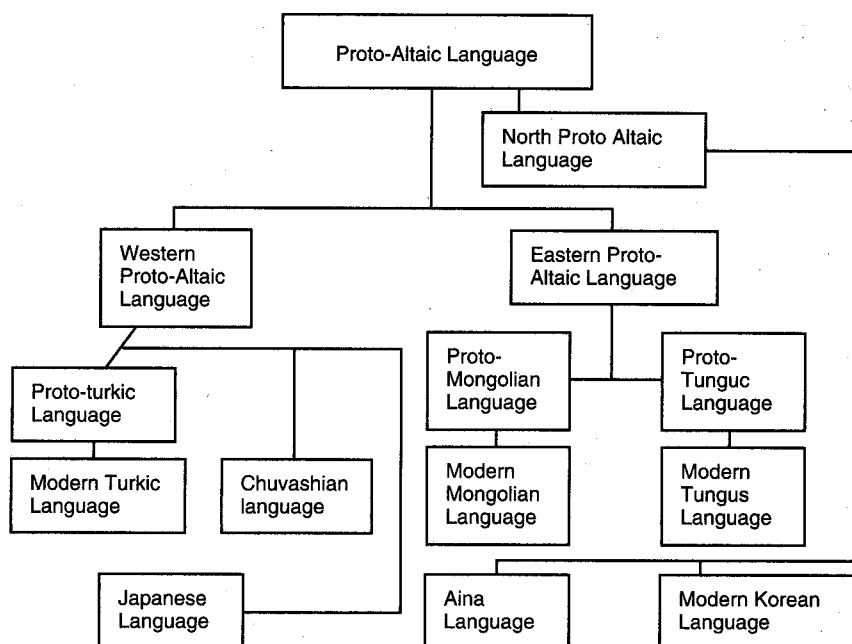 Proto-Altaic Language
North Proto Altaic
Language
Western
Proto-Altaic
Language
Eastern Proto-
Altaic Language
Proto-
Mongolian
Language
Proto-
Tunguc
Language
Proto-turkic
Language
Modern Turkic
Language
Chuvashian
language
Modern
Mongolian
Language
Modern
Tungus
Language
Japanese
Language
Aina
Language
Modern Korean
Language